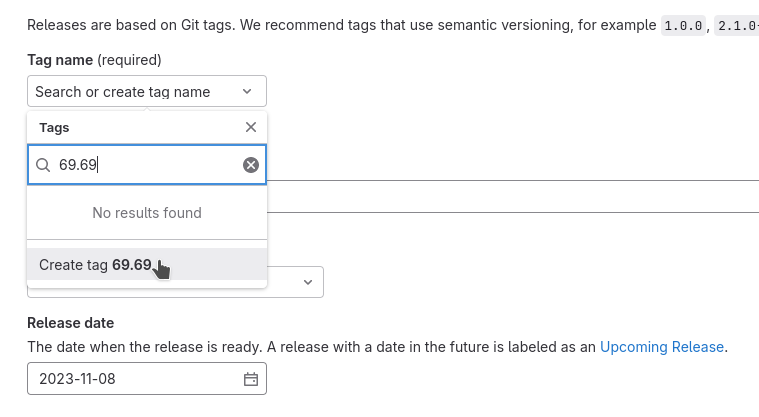 Releases are based on Git tags. We recommend tags that use semantic versioning, for example 1.0.0, 2.1.0-
Tag name (required)
Search or create tag name
Tags
69.69
No results found
Create tag 69.69
Release date
The date when the release is ready. A release with a date in the future is labeled as an Upcoming Release.
2023-11-08